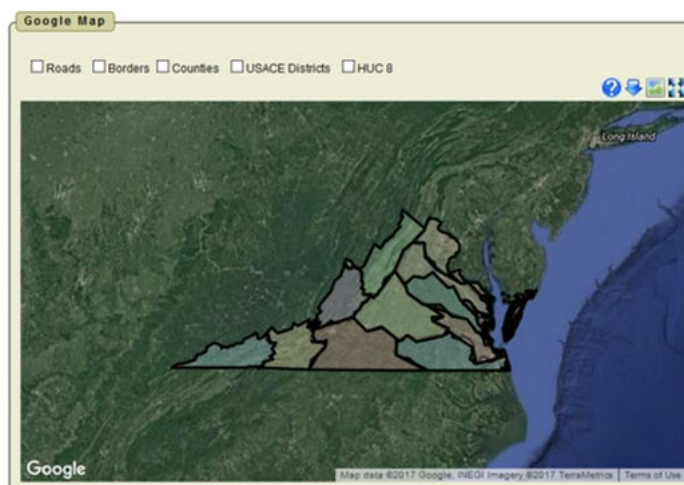 Google Map
Roads Borders Counties USACE Districts HUC 8
Long Island
Google
Map data ©2017 Google, INEGI Imagery ©2017 TerraMetrics Terms of Use